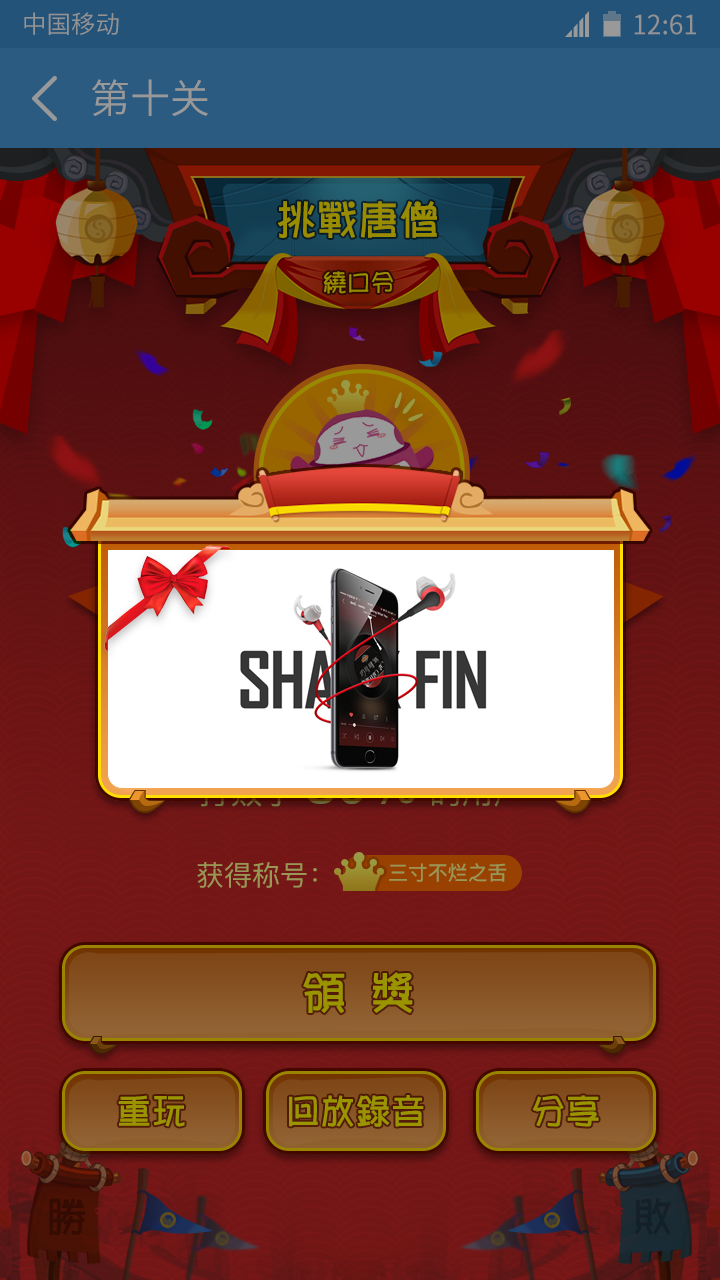 中国移动 12:61
第十关
挑戰唐僧
繞口令
SHA FIN
获得称号：三寸不烂之舌
領獎
重玩 回放錄音 分享
勝 敗